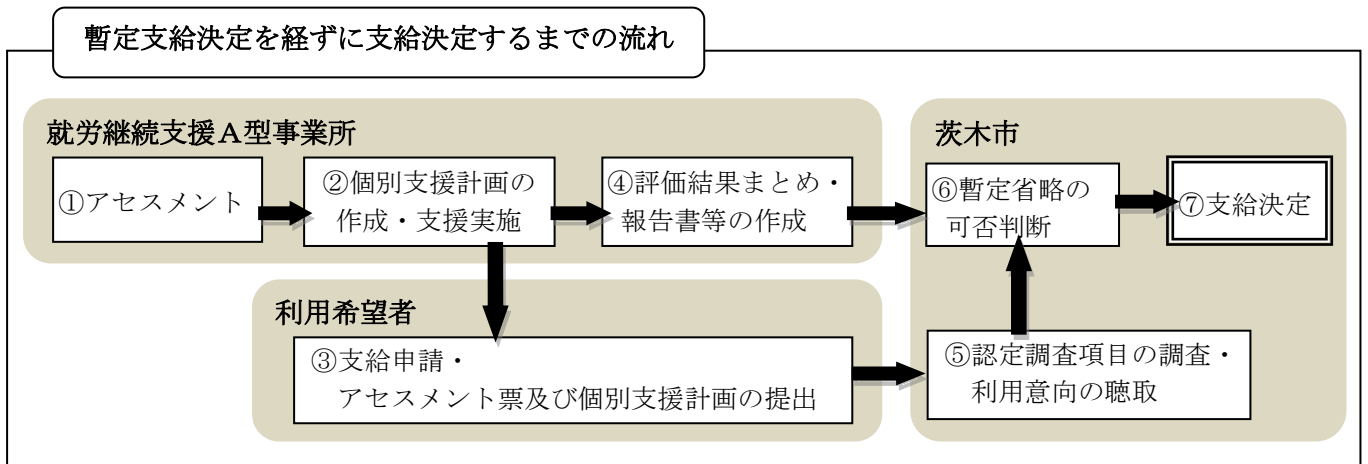 暫定支給決定を経ずに支給決定するまでの流れ
就労継続支援Ａ型事業所
①アセスメント
②個別支援計画の
作成・支援実施
④評価結果まとめ・
報告書等の作成
利用希望者
③支給申請・
アセスメント票及び個別支援計画の提出
茨木市
⑥暫定省略の
可否判断
⑦支給決定
⑤認定調査項目の調査・
利用意向の聴取